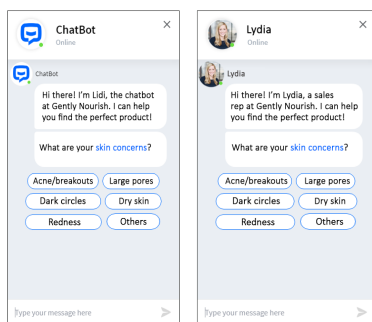 ChatBot
Online
ChatBot
Hi there! I'm Lidi, the chatbot
at Gently Nourish. I can help
you find the perfect product!
What are your skin concerns?
Acne/breakouts
Large pores
Dark circles
Dry skin
Redness
Others
Type your message here
Lydia
Online
Lydia
Hi there! I'm Lydia, a sales
rep at Gently Nourish. I can help
you find the perfect product!
What are your skin concerns?
Acne/breakouts
Large pores
Dark circles
Dry skin
Redness
Others
Type your message here